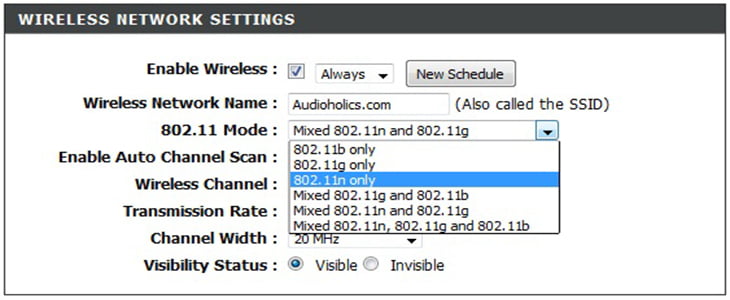 WIRELESS NETWORK SETTINGS
Enable Wireless : Always New Schedule
Wireless Network Name : Audioholics.com (Also called the SSID)
802.11 Mode : Mixed 802.11n and 802.11g
802.11b only
Enable Auto Channel Scan : 802.11g only
Wireless Channel : 802.11n only
Mixed 802.11g and 802.11b
Transmission Rate : Mixed 802.11n and 802.11g
Mixed 802.11n, 802.11g and 802.11b
Channel Width : 20 MHz
Visibility Status : Visible Invisible